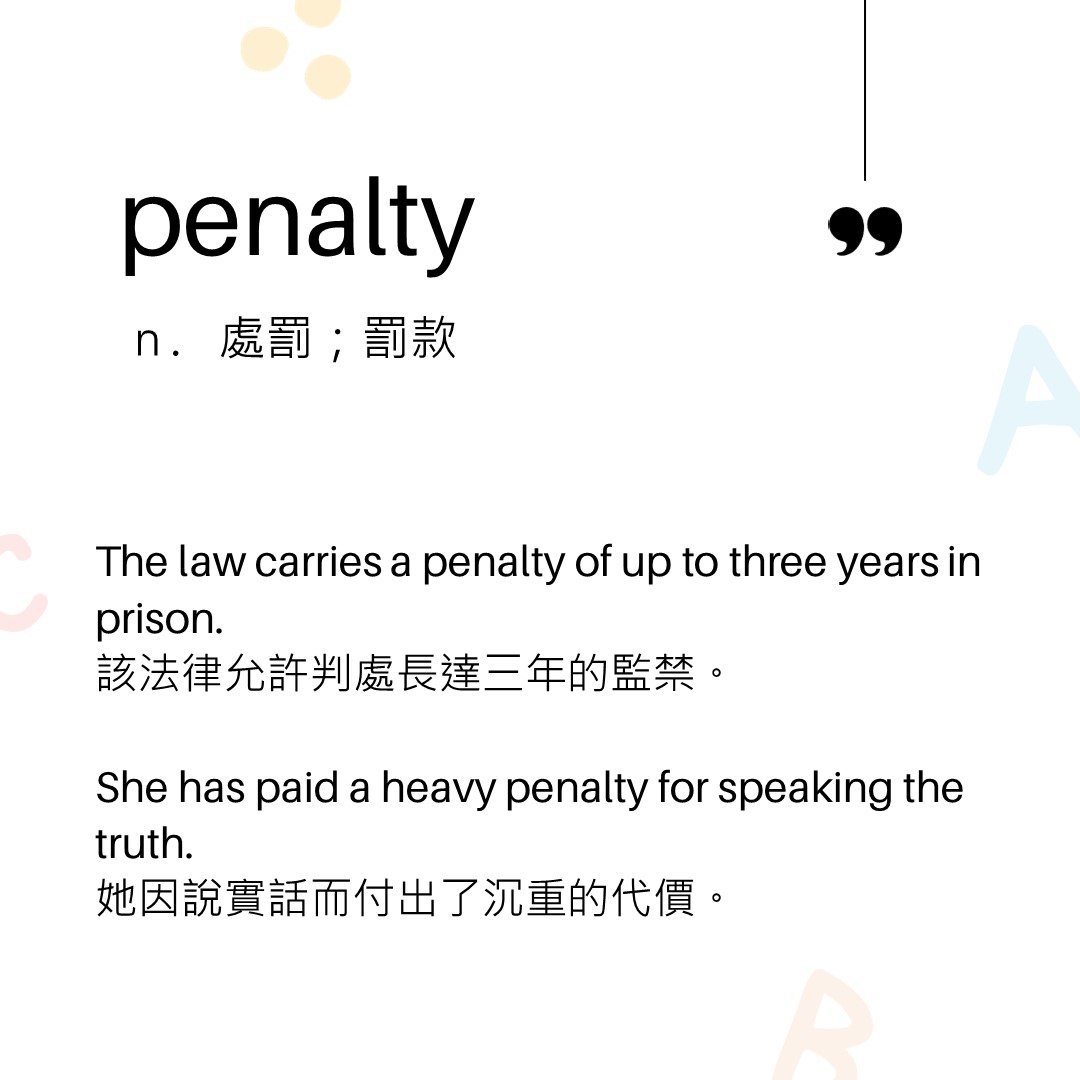 penalty
”
n. 處罰；罰款
A
C
The law carries a penalty of up to three years in
prison.
該法律允許判處長達三年的監禁。
She has paid a heavy penalty for speaking the
truth.
她因說實話而付出了沉重的代價。
B